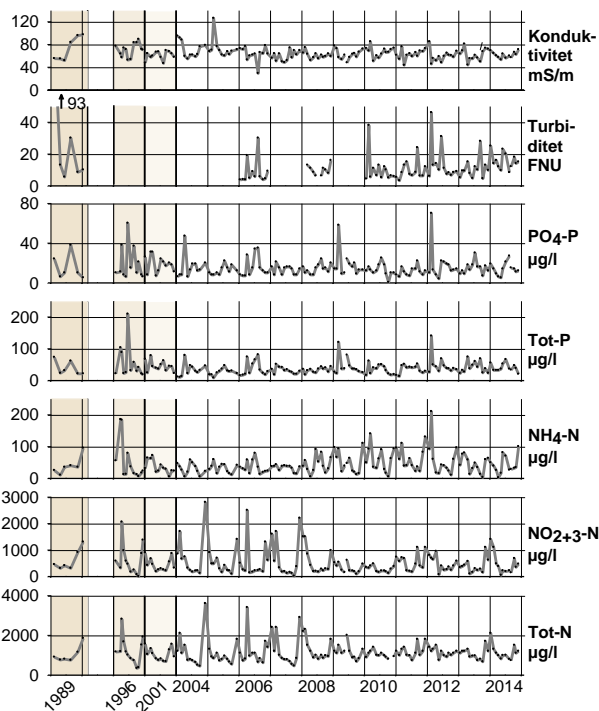 120
80
40
0
Konduk-
tivitet
mS/m
93
40
20
0
Turbi-
ditet
FNU
80
40
0
PO4-P
µg/l
200
100
0
Tot-P
µg/l
200
100
0
NH4-N
µg/l
3000
2000
1000
0
NO2+3-N
µg/l
4000
2000
0
Tot-N
µg/l
1989 1996 2001 2004 2006 2008 2010 2012 2014